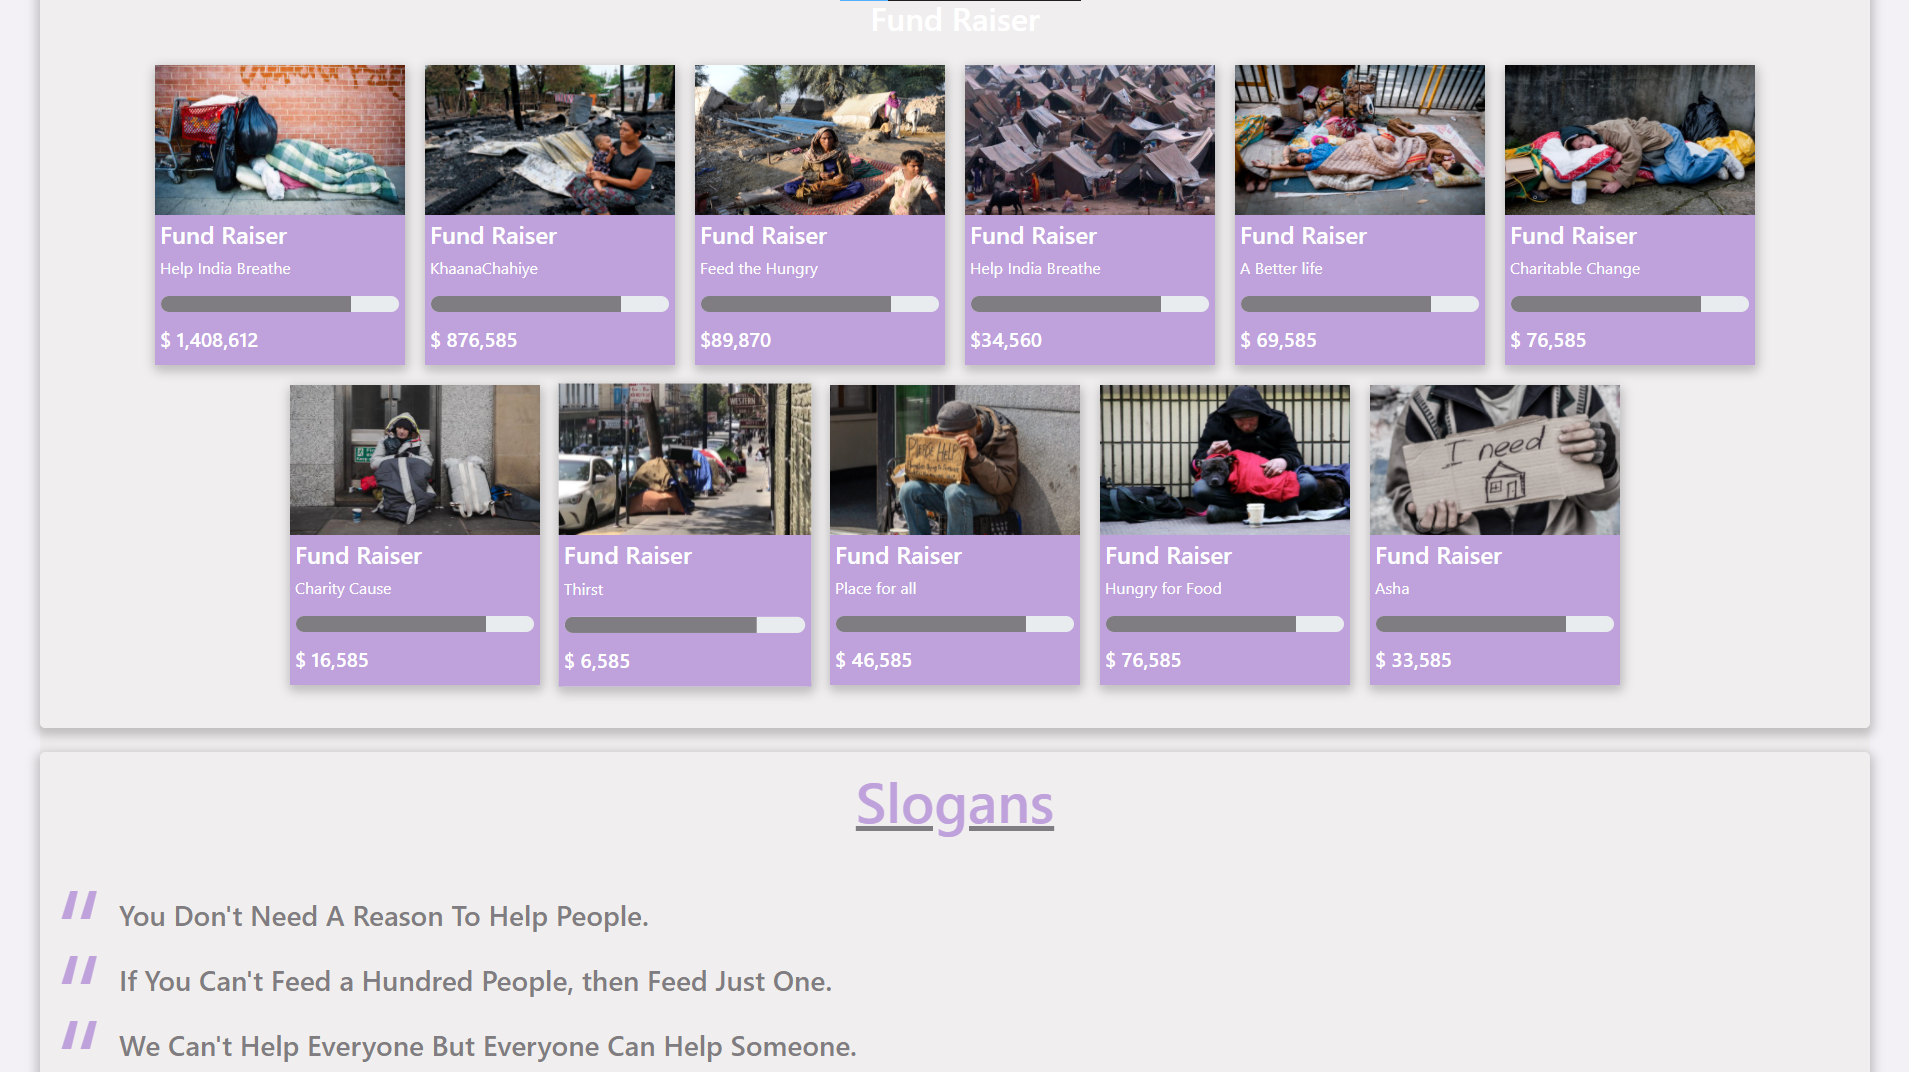 Fund Raiser
Fund Raiser
Help India Breathe
$ 1,408,612
Fund Raiser
KhaanaChahiye
$ 876,585
Fund Raiser
Feed the Hungry
$89,870
Fund Raiser
Help India Breathe
$34,560
Fund Raiser
A Better life
$ 69,585
Fund Raiser
Charitable Change
$ 76,585
Fund Raiser
Charity Cause
$ 16,585
WESTERN
Fund Raiser
Thirst
$ 6,585
Fund Raiser
Place for all
$ 46,585
Fund Raiser
Hungry for Food
$ 76,585
I need
Fund Raiser
Asha
$ 33,585
Slogans
" You Don't Need A Reason To Help People.
" If You Can't Feed a Hundred People, then Feed Just One.
" We Can't Help Everyone But Everyone Can Help Someone.